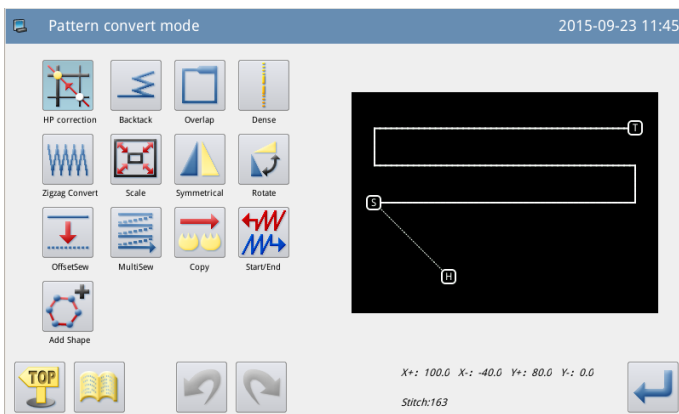 Pattern convert mode 2015-09-23 11:45
HP correction Backtack Overlap Dense
T
Zigzag Convert Scale Symmetrical Rotate
S
OffsetSew MultiSew Copy Start/End
H
Add Shape
TOP
X+: 100.0 X-: -40.0 Y+: 80.0 Y-: 0.0
Stitch:163